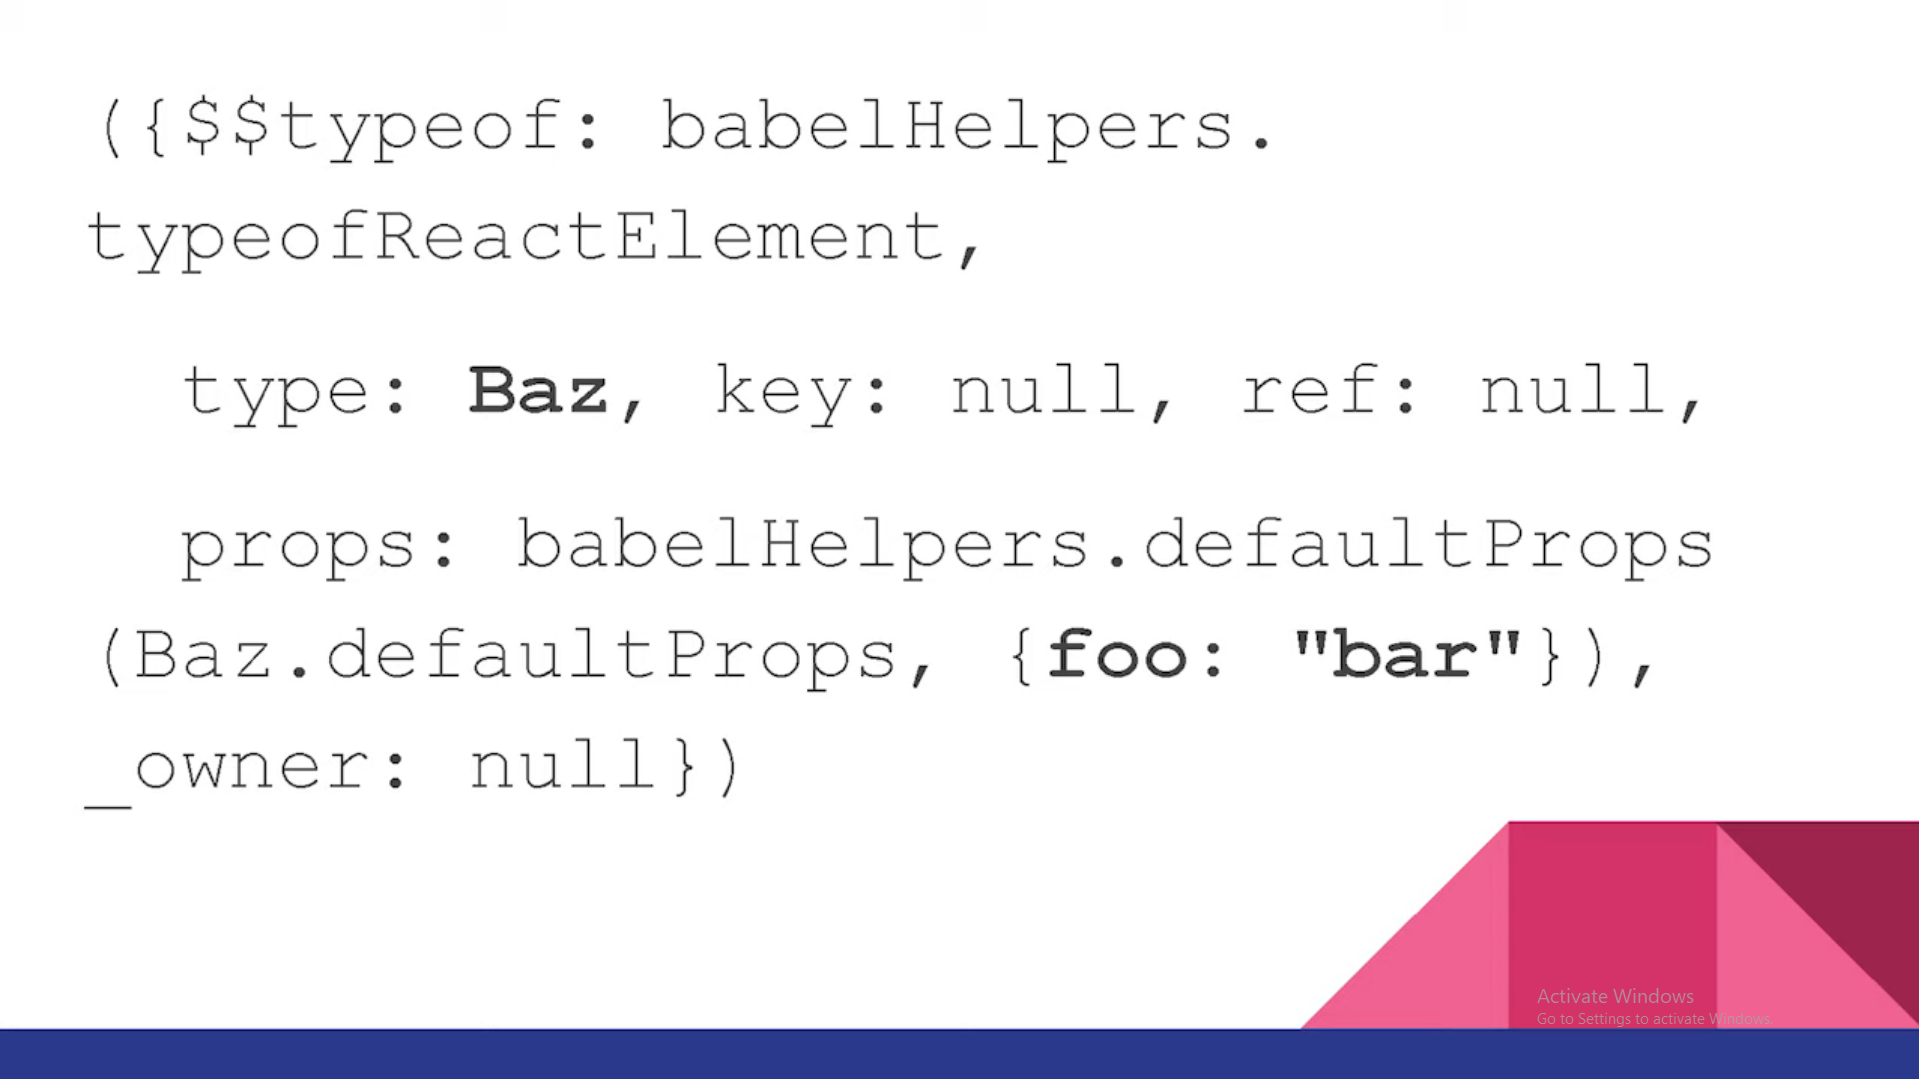 ({$$typeof: babelHelpers.
typeofReactElement,
type: Baz, key: null, ref: null,
props: babelHelpers.defaultProps
(Baz.defaultProps, {foo: "bar"}),
_owner: null})
Activate Windows
Go to Settings to activate Windows.